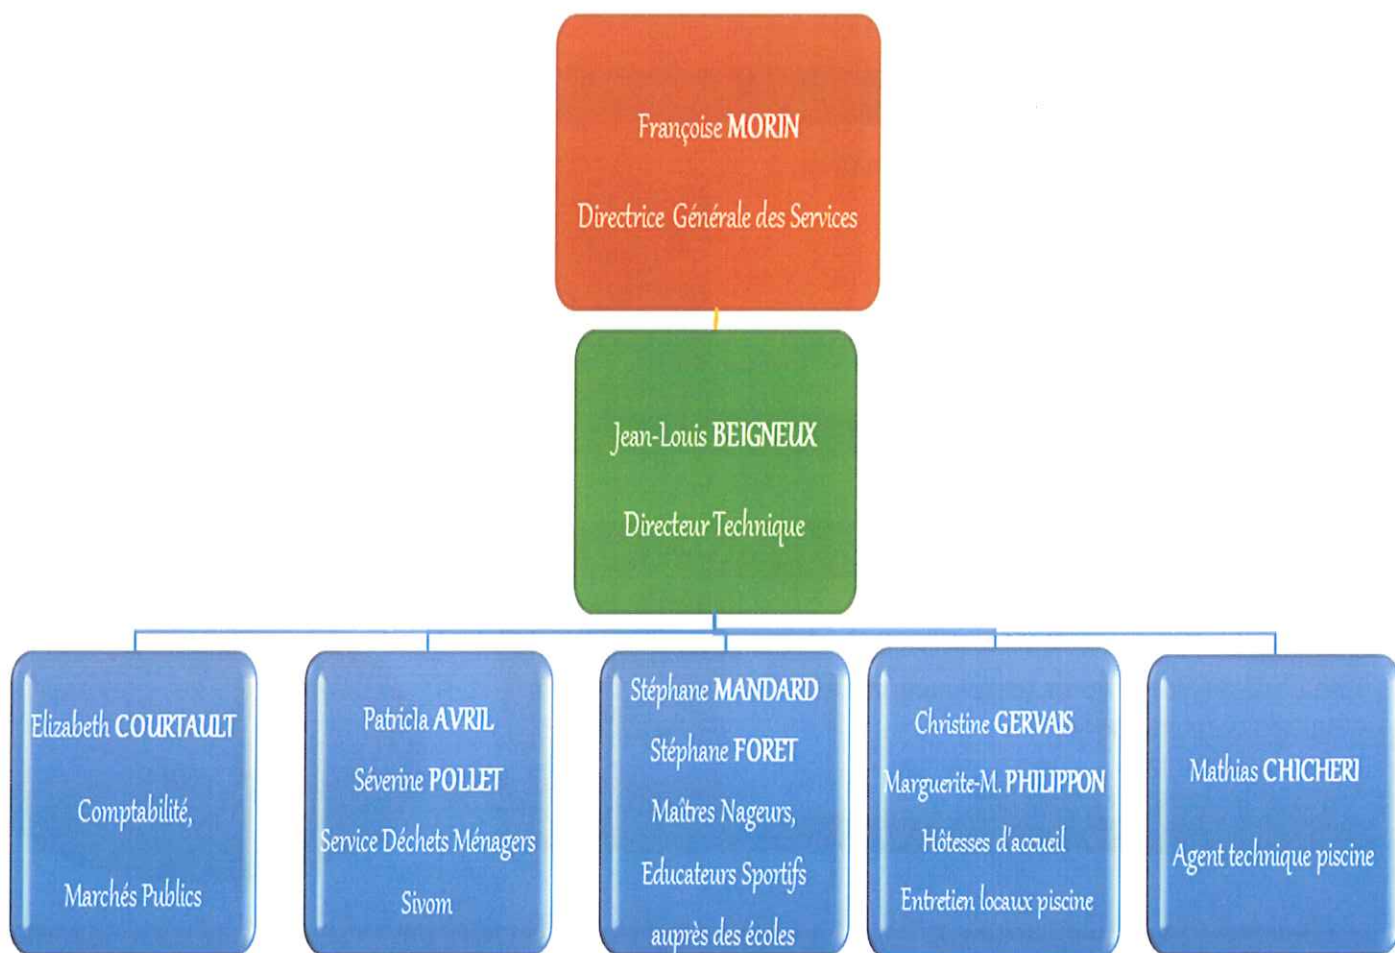 Françoise MORIN
Directrice Générale des Services
Jean-Louis BEIGNEUX
Directeur Technique
Elizabeth COURTAULT
Comptabilité,
Marchés Publics
Patricia AVRIL
Séverine POLLET
Service Déchets Ménagers
Sivom
Stéphane MANDARD
Stéphane FORET
Maîtres Nageurs,
Educateurs Sportifs
auprès des écoles
Christine GERVAIS
Marguerite-M. PHILIPPON
Hôtesses d'accueil
Entretien locaux piscine
Mathias CHICHERI
Agent technique piscine